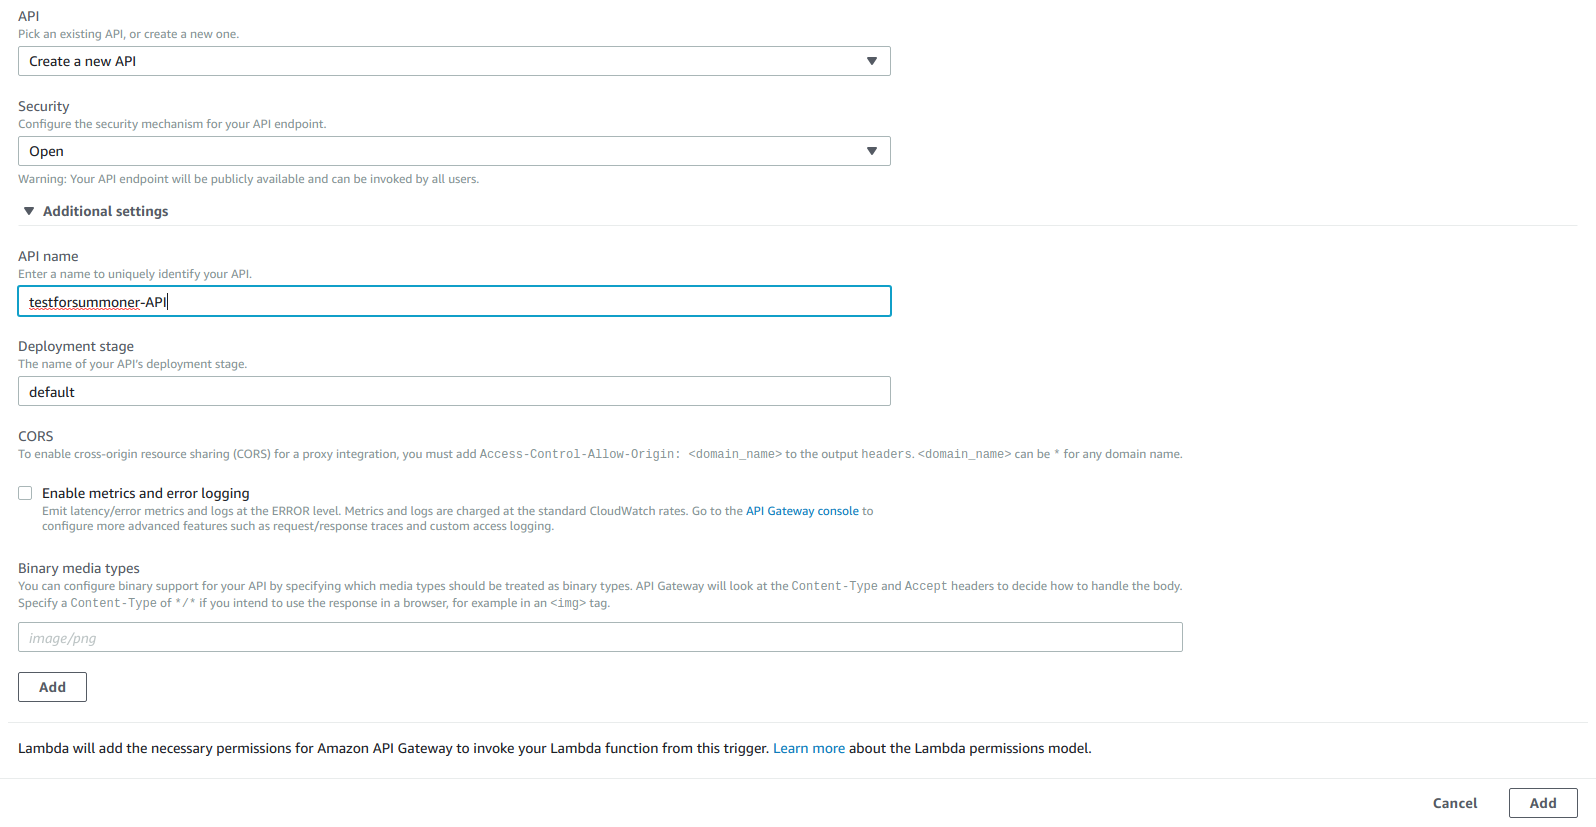 API
Pick an existing API, or create a new one.
Create a new API
Security
Configure the security mechanism for your API endpoint.
Open
Warning: Your API endpoint will be publicly available and can be invoked by all users.
Additional settings
API name
Enter a name to uniquely identify your API.
testforsummoner-API
Deployment stage
The name of your API's deployment stage.
default
CORS
To enable cross-origin resource sharing (CORS) for a proxy integration, you must add Access-Control-Allow-Origin: <domain_name> to the output headers. <domain_name> can be * for any domain name.
Enable metrics and error logging
Emit latency/error metrics and logs at the ERROR level. Metrics and logs are charged at the standard CloudWatch rates. Go to the API Gateway console to
configure more advanced features such as request/response traces and custom access logging.
Binary media types
You can configure binary support for your API by specifying which media types should be treated as binary types. API Gateway will look at the Content-Type and Accept headers to decide how to handle the body.
Specify a Content-Type of */* if you intend to use the response in a browser, for example in an <img> tag.
image/png
Add
Lambda will add the necessary permissions for Amazon API Gateway to invoke your Lambda function from this trigger. Learn more about the Lambda permissions model.
Cancel Add